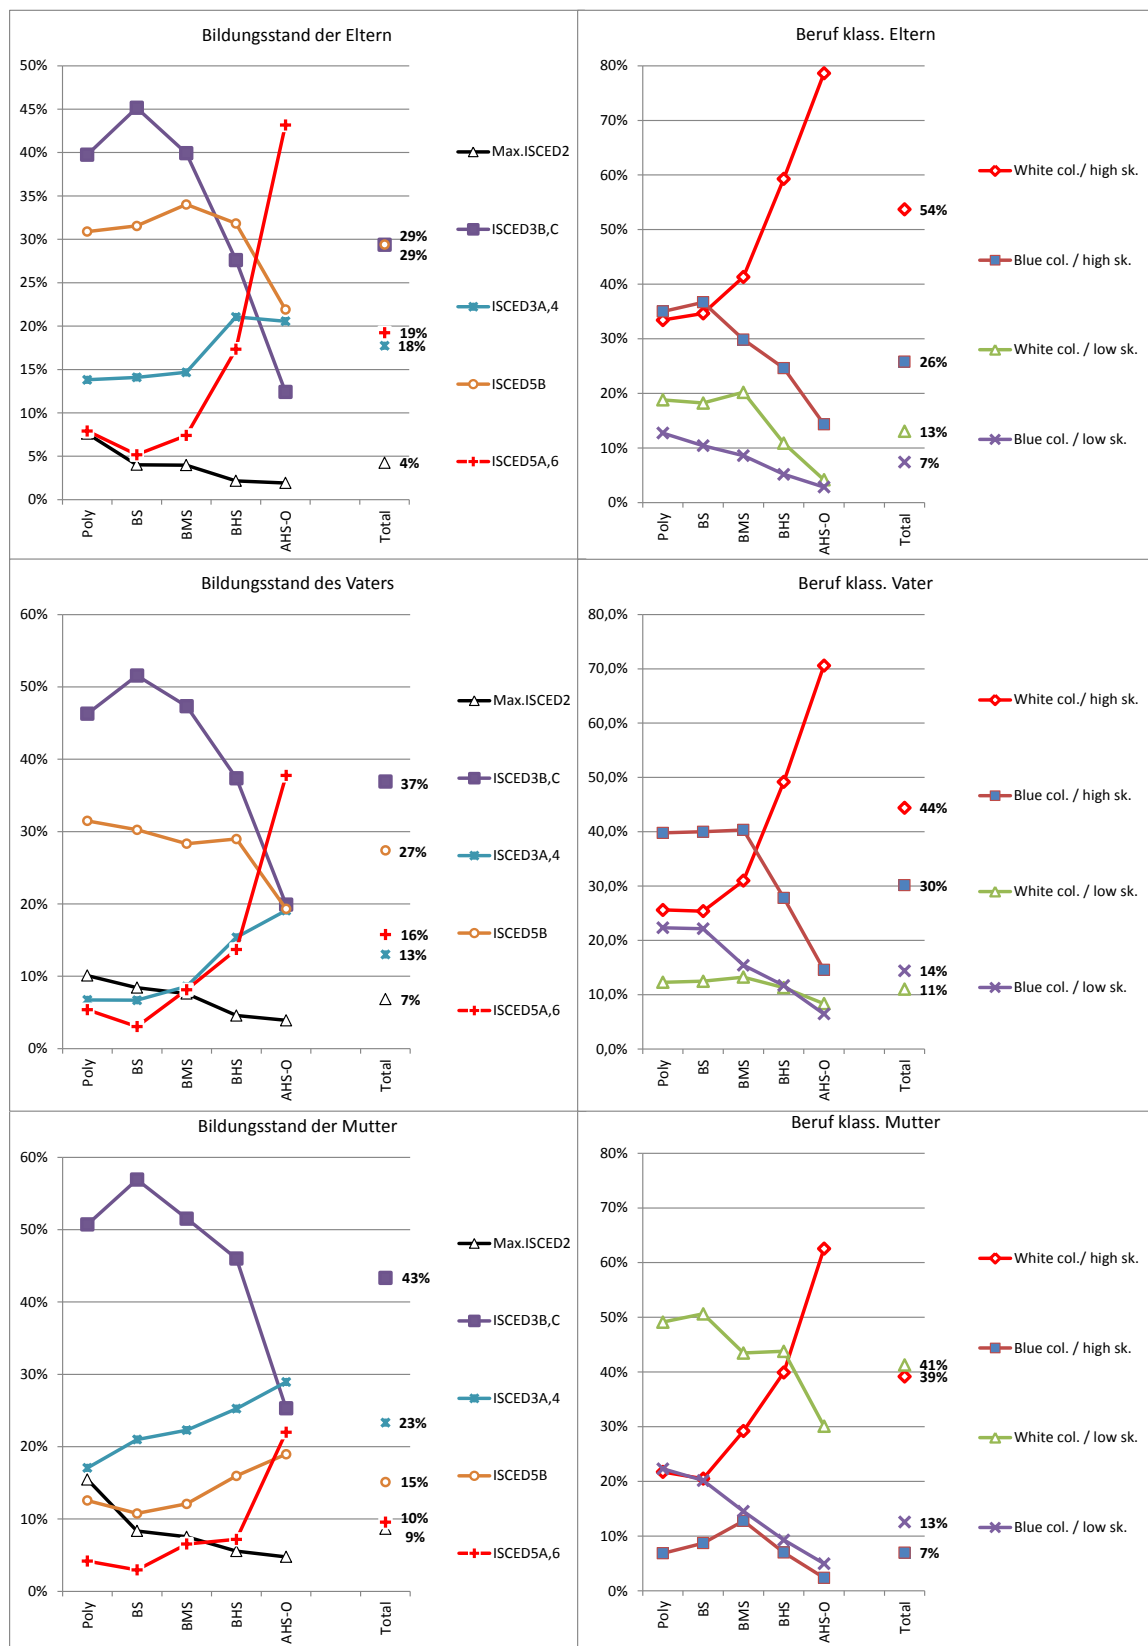 Bildungsstand der Eltern
50%
45%
40%
35%
30%
25%
20%
15%
10%
5%
0%
Poly
BS
BMS
BHS
AHS-O
Total
29%
29%
19%
18%
4%
Max.ISCED2
ISCED3B,C
ISCED3A,4
ISCED5B
ISCED5A,6
Beruf klass. Eltern
80%
70%
60%
50%
40%
30%
20%
10%
0%
Poly
BS
BMS
BHS
AHS-O
Total
54%
26%
13%
7%
White col./ high sk.
Blue col. / high sk.
White col. / low sk.
Blue col. / low sk.
Bildungsstand des Vaters
60%
50%
40%
30%
20%
10%
0%
Poly
BS
BMS
BHS
AHS-O
Total
37%
27%
16%
13%
7%
Max.ISCED2
ISCED3B,C
ISCED3A,4
ISCED5B
ISCED5A,6
Beruf klass. Vater
80,0%
70,0%
60,0%
50,0%
40,0%
30,0%
20,0%
10,0%
0,0%
Poly
BS
BMS
BHS
AHS-O
Total
44%
30%
14%
11%
White col./ high sk.
Blue col. / high sk.
White col. / low sk.
Blue col. / low sk.
Bildungsstand der Mutter
60%
50%
40%
30%
20%
10%
0%
Poly
BS
BMS
BHS
AHS-O
Total
43%
23%
15%
10%
9%
Max.ISCED2
ISCED3B,C
ISCED3A,4
ISCED5B
ISCED5A,6
Beruf klass. Mutter
80%
70%
60%
50%
40%
30%
20%
10%
0%
Poly
BS
BMS
BHS
AHS-O
Total
41%
39%
13%
7%
White col./ high sk.
Blue col. / high sk.
White col. / low sk.
Blue col. / low sk.